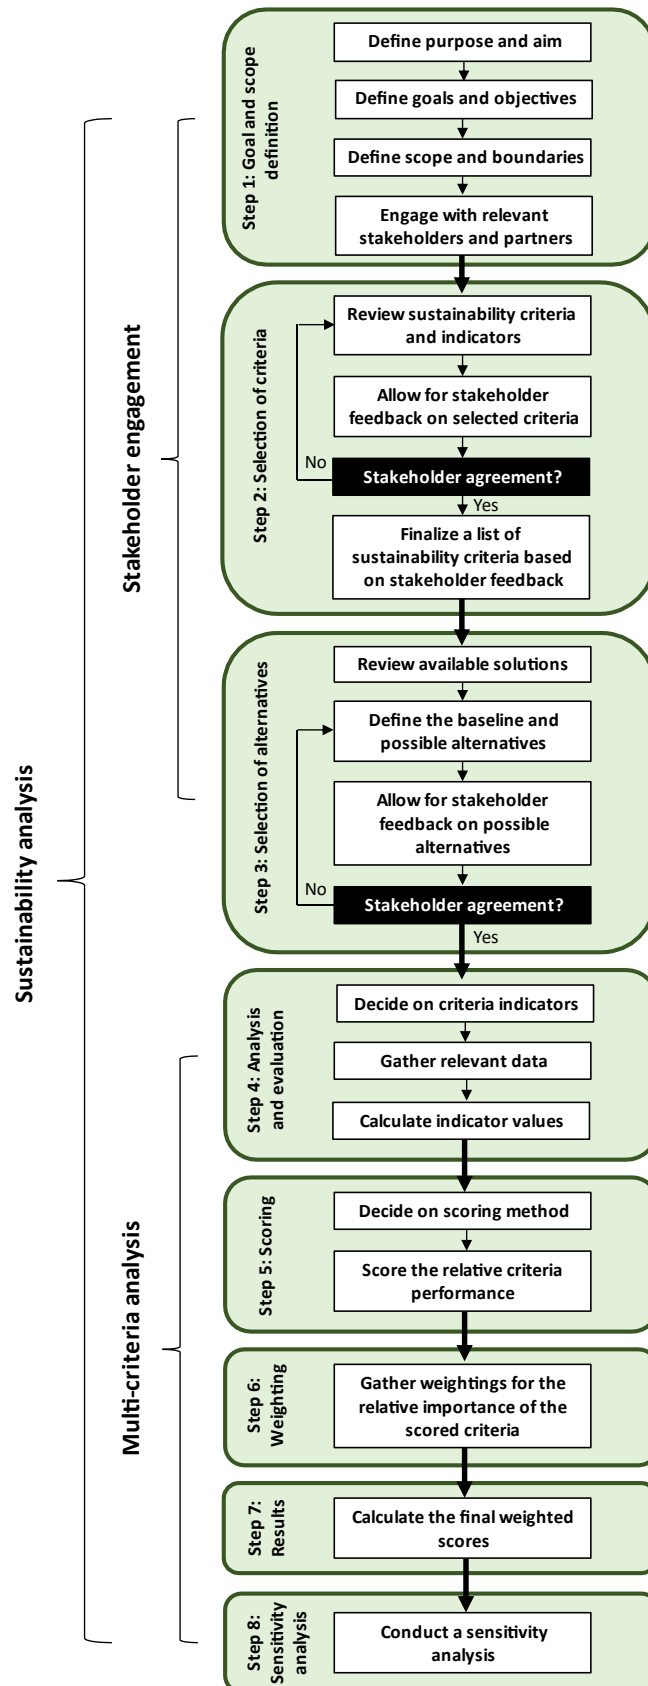 Sustainability analysis
Stakeholder engagement
Multi-criteria analysis
Step 1: Goal and scope
definition
Define purpose and aim
Define goals and objectives
Define scope and boundaries
Engage with relevant
stakeholders and partners
Step 2: Selection of criteria
Review sustainability criteria
and indicators
Allow for stakeholder
feedback on selected criteria
No
Stakeholder agreement?
Yes
Finalize a list of
sustainability criteria based
on stakeholder feedback
Step 3: Selection of alternatives
Review available solutions
Define the baseline and
possible alternatives
Allow for stakeholder
feedback on possible
alternatives
No
Stakeholder agreement?
Yes
Step 4: Analysis
and evaluation
Decide on criteria indicators
Gather relevant data
Calculate indicator values
Step 5: Scoring
Decide on scoring method
Score the relative criteria
performance
Step 6:
Weighting
Gather weightings for the
relative importance of the
scored criteria
Step 7:
Results
Calculate the final weighted
scores
Step 8:
Sensitivity
analysis
Conduct a sensitivity
analysis